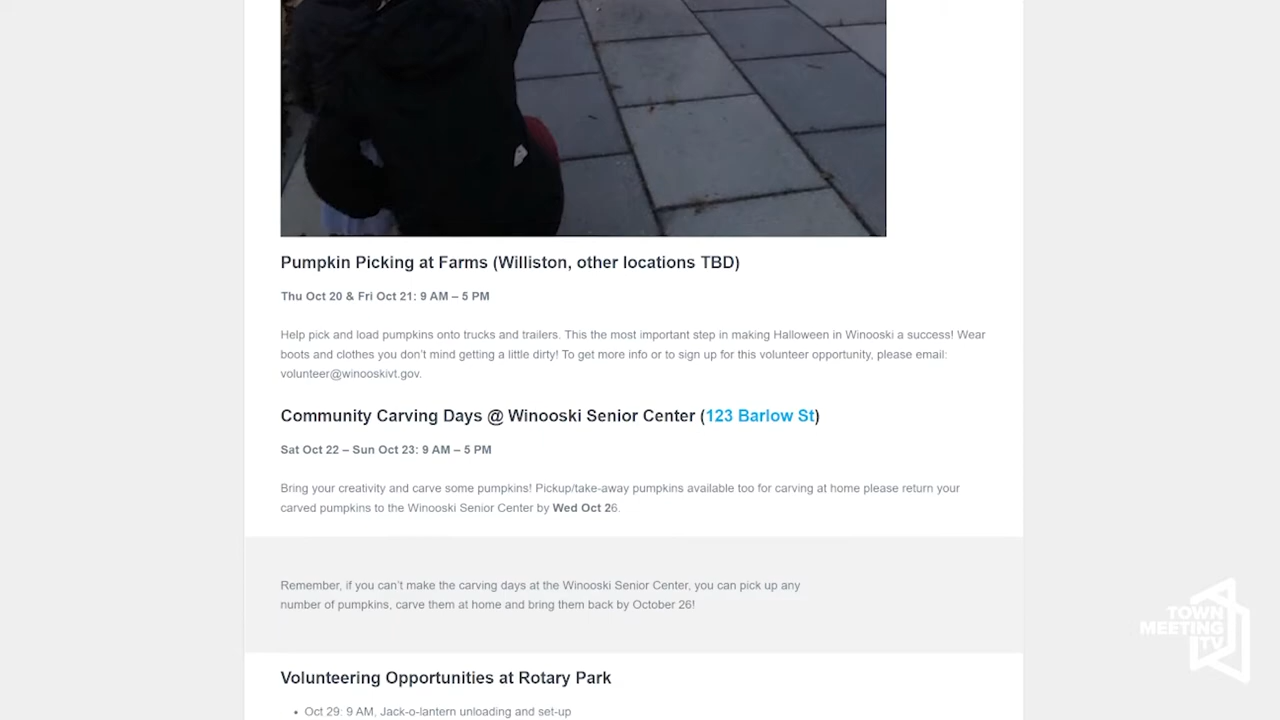 Pumpkin Picking at Farms (Williston, other locations TBD)
Thu Oct 20 & Fri Oct 21: 9 AM – 5 PM
Help pick and load pumpkins onto trucks and trailers. This the most important step in making Halloween in Winooski a success! Wear
boots and clothes you don’t mind getting a little dirty! To get more info or to sign up for this volunteer opportunity, please email:
volunteer@winooskivt.gov.
Community Carving Days @ Winooski Senior Center (123 Barlow St)
Sat Oct 22 – Sun Oct 23: 9 AM – 5 PM
Bring your creativity and carve some pumpkins! Pickup/take-away pumpkins available too for carving at home please return your
carved pumpkins to the Winooski Senior Center by Wed Oct 26.
Remember, if you can’t make the carving days at the Winooski Senior Center, you can pick up any
number of pumpkins, carve them at home and bring them back by October 26!
TOWN
MEETING
TV
Volunteering Opportunities at Rotary Park
• Oct 29: 9 AM, Jack-o-lantern unloading and set-up